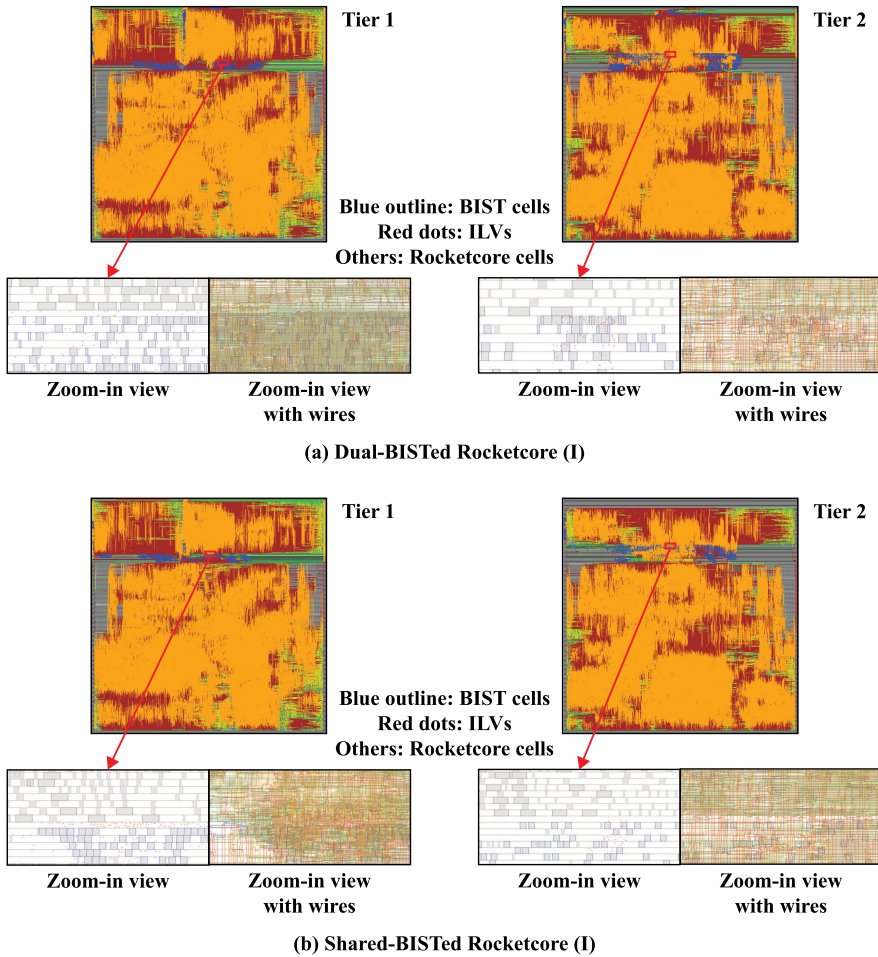 Tier 1
Tier 2
Blue outline: BIST cells
Red dots: ILVs
Others: Rocketcore cells
Zoom-in view
Zoom-in view
with wires
Zoom-in view
Zoom-in view
with wires
(a) Dual-BISTed Rocketcore (I)
Tier 1
Tier 2
Blue outline: BIST cells
Red dots: ILVs
Others: Rocketcore cells
Zoom-in view
Zoom-in view
with wires
Zoom-in view
Zoom-in view
with wires
(b) Shared-BISTed Rocketcore (I)